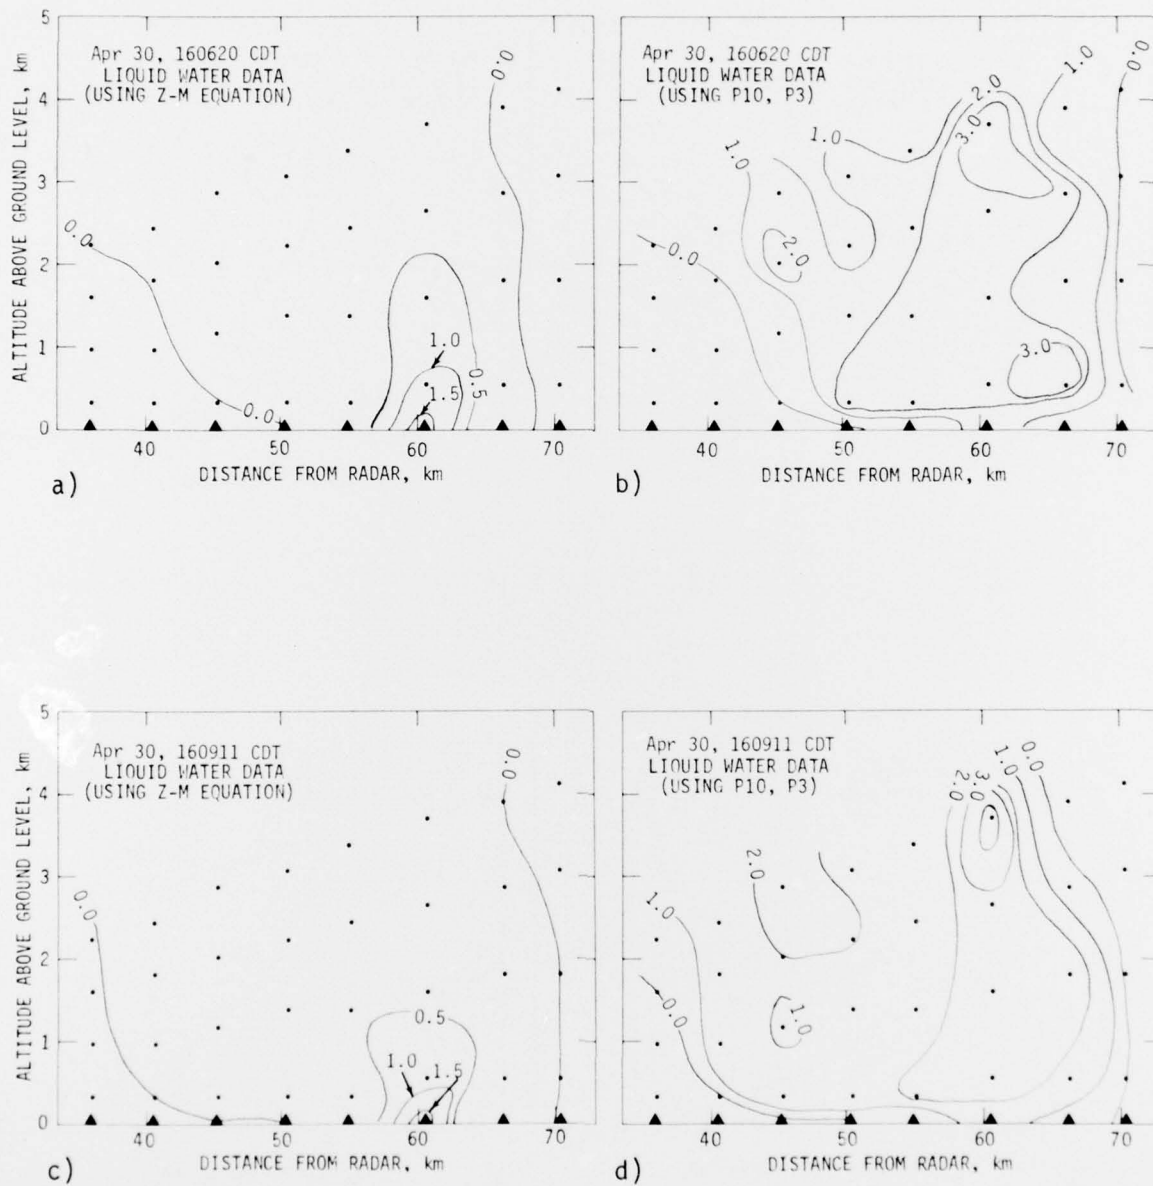 5
4
3
2
1
0
ALTITUDE ABOVE GROUND LEVEL, km
Apr 30, 160620 CDT
LIQUID WATER DATA
(USING Z-M EQUATION)
0.0
0.0
0.0
1.0
1.5
0.5
40
50
60
70
DISTANCE FROM RADAR, km
a)
Apr 30, 160620 CDT
LIQUID WATER DATA
(USING P10, P3)
0.0
1.0
2.0
3.0
1.0
1.0
2.0
0.0
3.0
40
50
60
70
DISTANCE FROM RADAR, km
b)
5
4
3
2
1
0
ALTITUDE ABOVE GROUND LEVEL, km
Apr 30, 160911 CDT
LIQUID WATER DATA
(USING Z-M EQUATION)
0.0
0.0
0.5
1.0
1.5
40
50
60
70
DISTANCE FROM RADAR, km
c)
Apr 30, 160911 CDT
LIQUID WATER DATA
(USING P10, P3)
0.0
1.0
2.0
3.0
2.0
1.0
0.0
1.0
40
50
60
70
DISTANCE FROM RADAR, km
d)